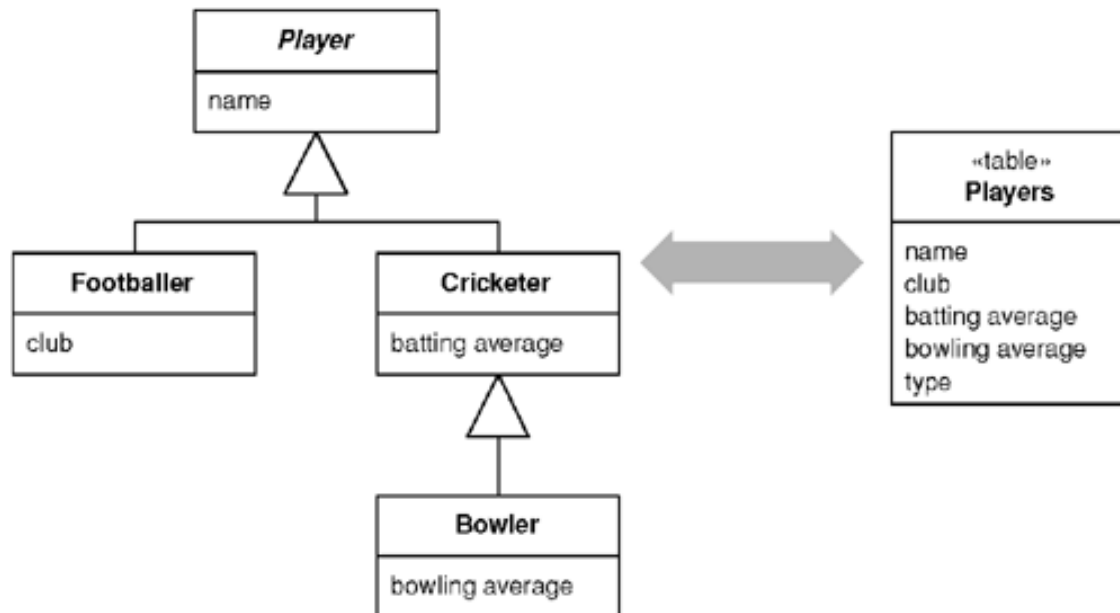 Player
name
Footballer
club
Cricketer
batting average
Bowler
bowling average
«table»
Players
name
club
batting average
bowling average
type